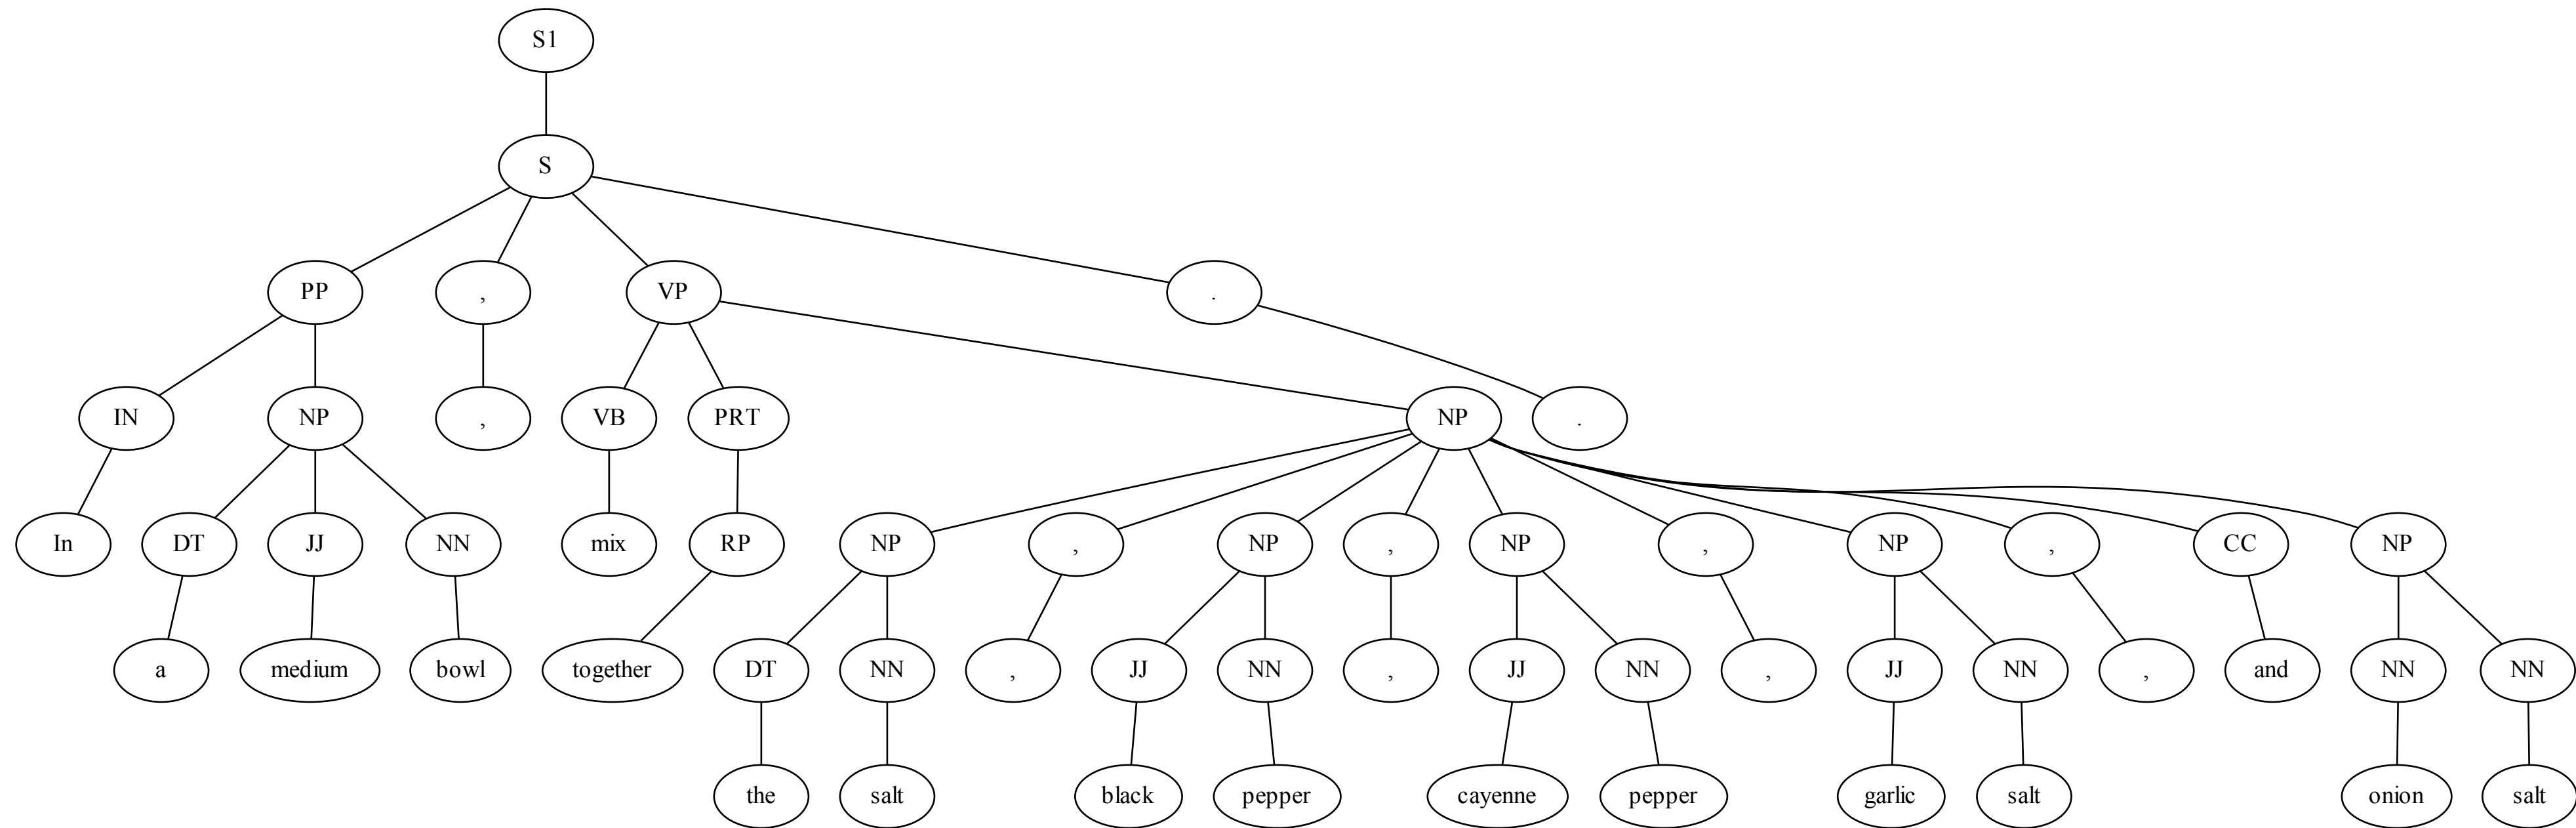 S1
S
PP , VP .
IN NP , VB PRT NP .
In DT JJ NN mix RP NP , NP , NP , NP , CC NP
a medium bowl together DT NN , JJ NN , JJ NN , JJ NN , and NN NN
the salt black pepper cayenne pepper garlic salt onion salt